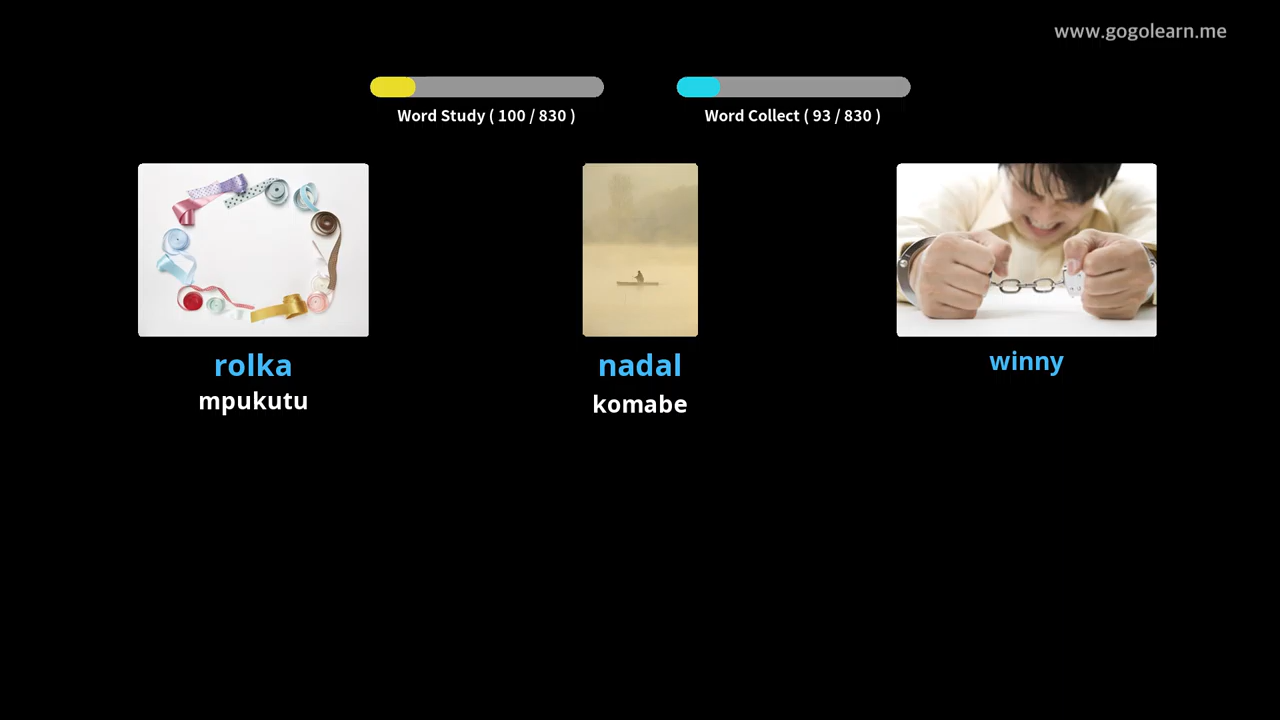 www.gogolearn.me
Word Study ( 100 / 830 )
Word Collect ( 93 / 830 )
rolka
mpukutu
nadal
komabe
winny